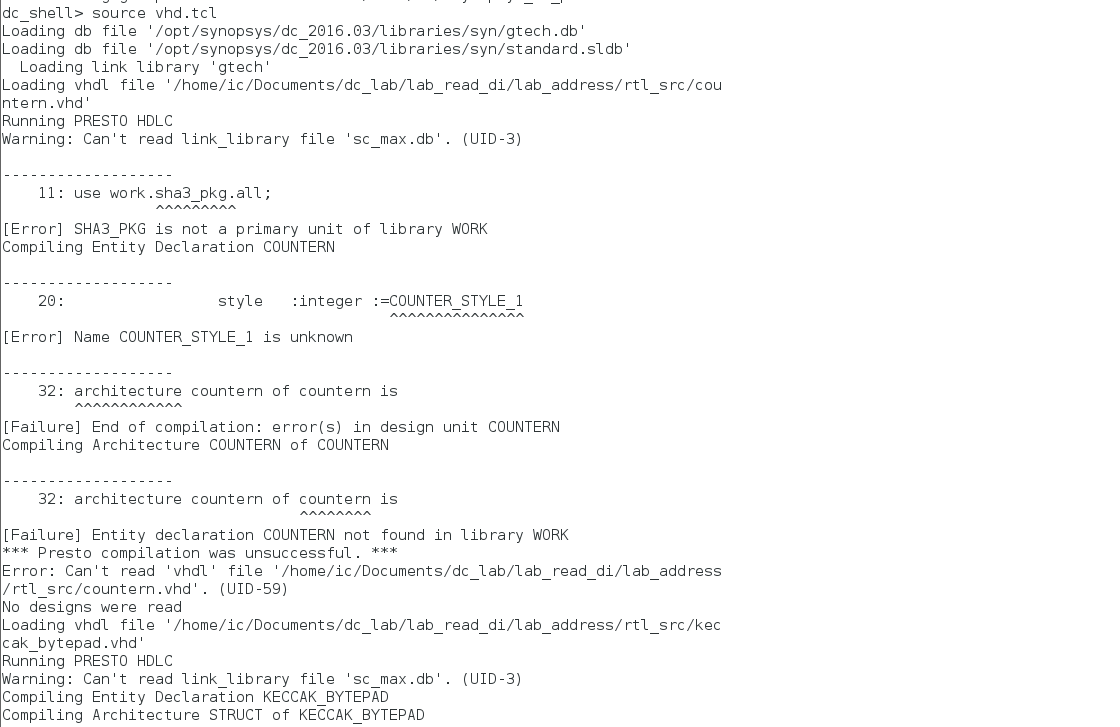 dc_shell> source vhd.tcl
Loading db file '/opt/synopsys/dc_2016.03/libraries/syn/gtech.db'
Loading db file '/opt/synopsys/dc_2016.03/libraries/syn/standard.sldb'
  Loading link library 'gtech'
Loading vhdl file '/home/ic/Documents/dc_lab/lab_read_di/lab_address/rtl_src/cou
ntern.vhd'
Running PRESTO HDLC
Warning: Can't read link_library file 'sc_max.db'. (UID-3)
-------------------
    11: use work.sha3_pkg.all;
                 ^^^^^^^^^
[Error] SHA3_PKG is not a primary unit of library WORK
Compiling Entity Declaration COUNTERN
-------------------
    20:                 style   :integer :=COUNTER_STYLE_1
                                           ^^^^^^^^^^^^^^^
[Error] Name COUNTER_STYLE_1 is unknown
-------------------
    32: architecture countern of countern is
        ^^^^^^^^^^^^
[Failure] End of compilation: error(s) in design unit COUNTERN
Compiling Architecture COUNTERN of COUNTERN
-------------------
    32: architecture countern of countern is
                                 ^^^^^^^^
[Failure] Entity declaration COUNTERN not found in library WORK
*** Presto compilation was unsuccessful. ***
Error: Can't read 'vhdl' file '/home/ic/Documents/dc_lab/lab_read_di/lab_address
/rtl_src/countern.vhd'. (UID-59)
No designs were read
Loading vhdl file '/home/ic/Documents/dc_lab/lab_read_di/lab_address/rtl_src/kec
cak_bytepad.vhd'
Running PRESTO HDLC
Warning: Can't read link_library file 'sc_max.db'. (UID-3)
Compiling Entity Declaration KECCAK_BYTEPAD
Compiling Architecture STRUCT of KECCAK_BYTEPAD